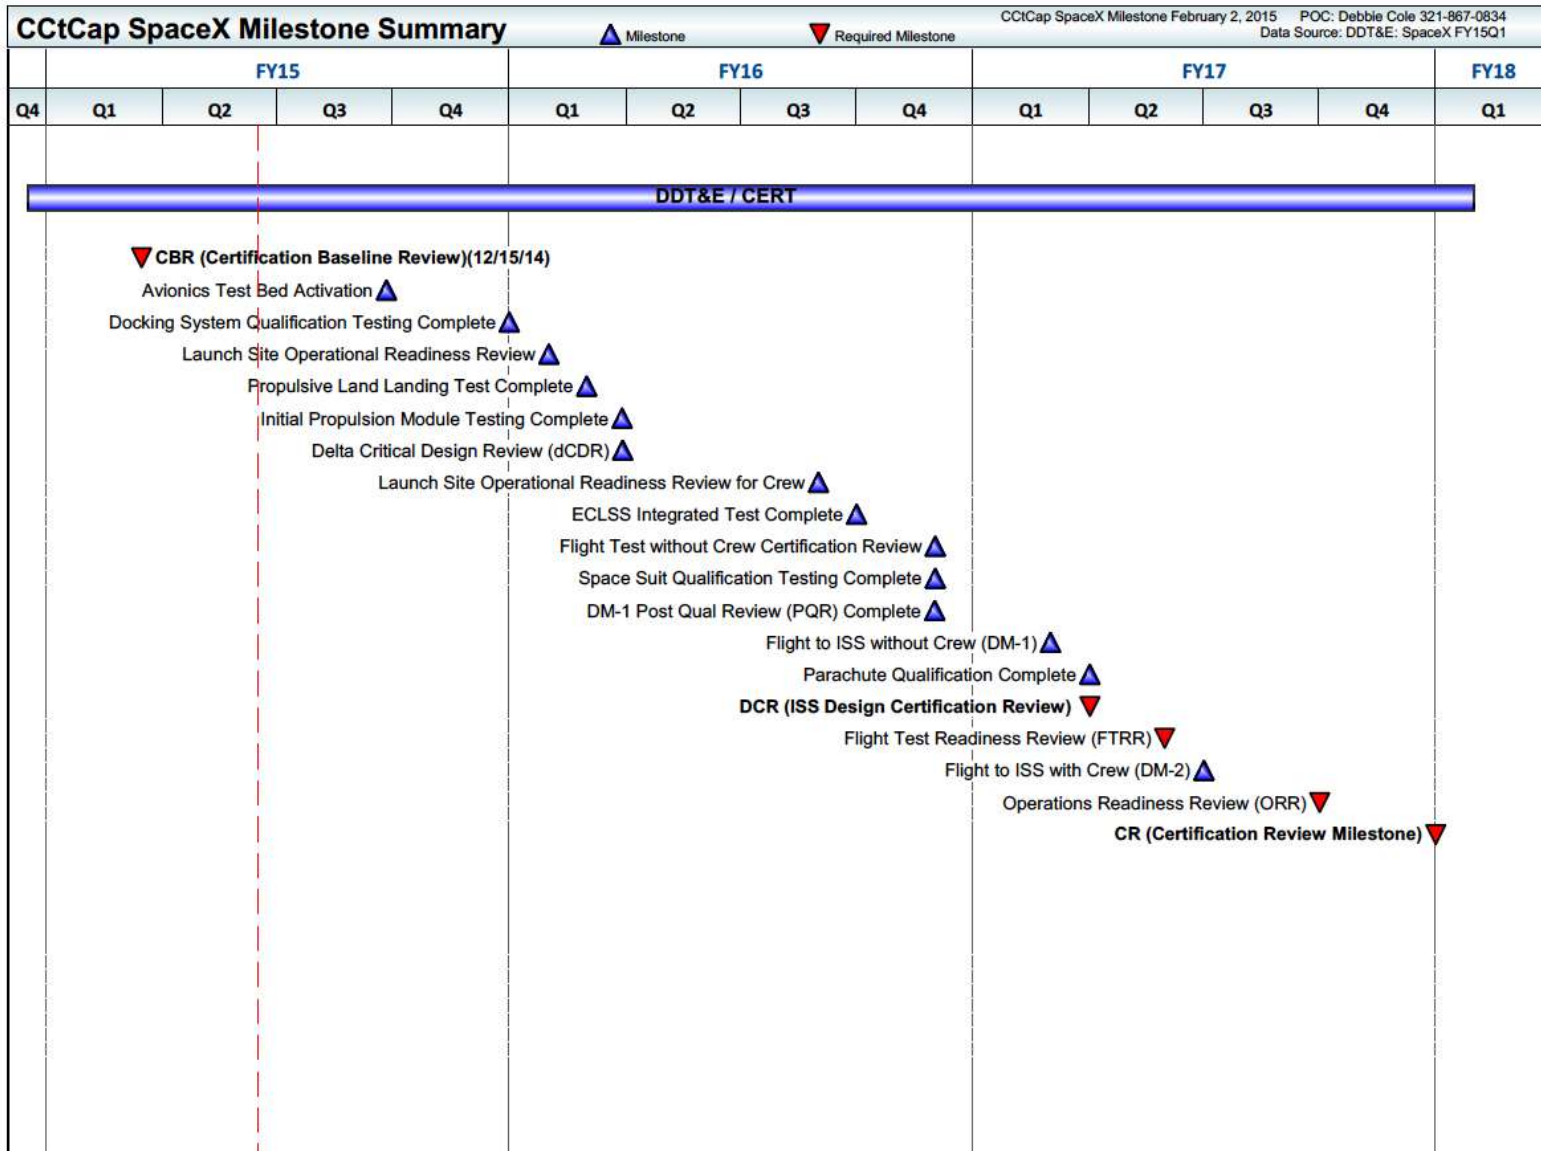 CCtCap SpaceX Milestone Summary
Milestone
Required Milestone
CCtCap SpaceX Milestone February 2, 2015 POC: Debbie Cole 321-867-0834
Data Source: DDT&E: SpaceX FY15Q1
FY15 FY16 FY17 FY18
Q4 Q1 Q2 Q3 Q4 Q1 Q2 Q3 Q4 Q1 Q2 Q3 Q4 Q1
DDT&E / CERT
CBR (Certification Baseline Review)(12/15/14)
Avionics Test Bed Activation
Docking System Qualification Testing Complete
Launch Site Operational Readiness Review
Propulsive Land Landing Test Complete
Initial Propulsion Module Testing Complete
Delta Critical Design Review (dCDR)
Launch Site Operational Readiness Review for Crew
ECLSS Integrated Test Complete
Flight Test without Crew Certification Review
Space Suit Qualification Testing Complete
DM-1 Post Qual Review (PQR) Complete
Flight to ISS without Crew (DM-1)
Parachute Qualification Complete
DCR (ISS Design Certification Review)
Flight Test Readiness Review (FTRR)
Flight to ISS with Crew (DM-2)
Operations Readiness Review (ORR)
CR (Certification Review Milestone)